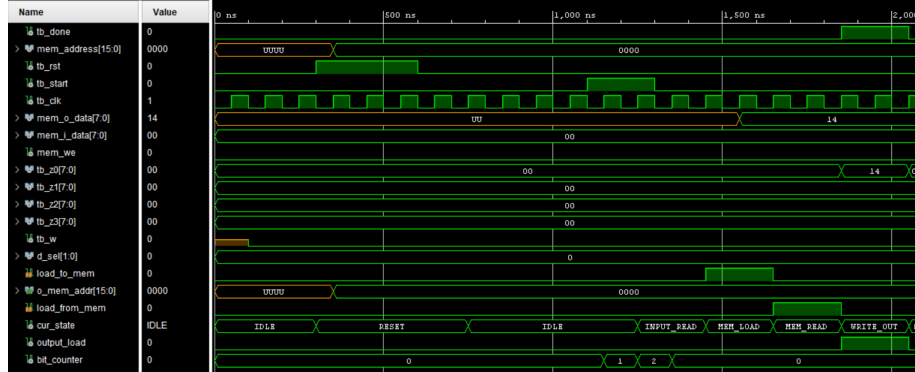 Name Value 0 ns 500 ns 1,000 ns 1,500 ns
tb_done 0
mem_address[15:0] 0000 UUUU 0000
tb_rst 0
tb_start 0
tb_clk 1
mem_o_data[7:0] 14 UU 14
mem_i_data[7:0] 00 00
mem_we 0
tb_z0[7:0] 00 00 14
tb_z1[7:0] 00 00
tb_z2[7:0] 00 00
tb_z3[7:0] 00 00
tb_w 0
d_sel[1:0] 0 0
load_to_mem 0
o_mem_addr[15:0] 0000 UUUU 0000
load_from_mem 0
cur_state IDLE IDLE RESET IDLE INPUT_READ MEM_LOAD MEM_READ WRITE_OUT
output_load 0
bit_counter 0 0 1 2 0